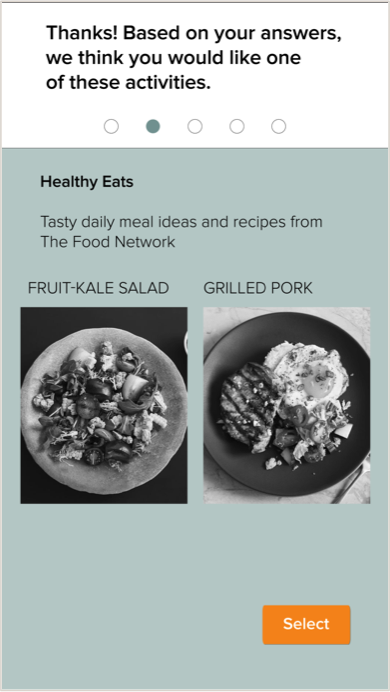 Thanks! Based on your answers,
we think you would like one
of these activities.
Healthy Eats
Tasty daily meal ideas and recipes from
The Food Network
FRUIT-KALE SALAD
GRILLED PORK
Select